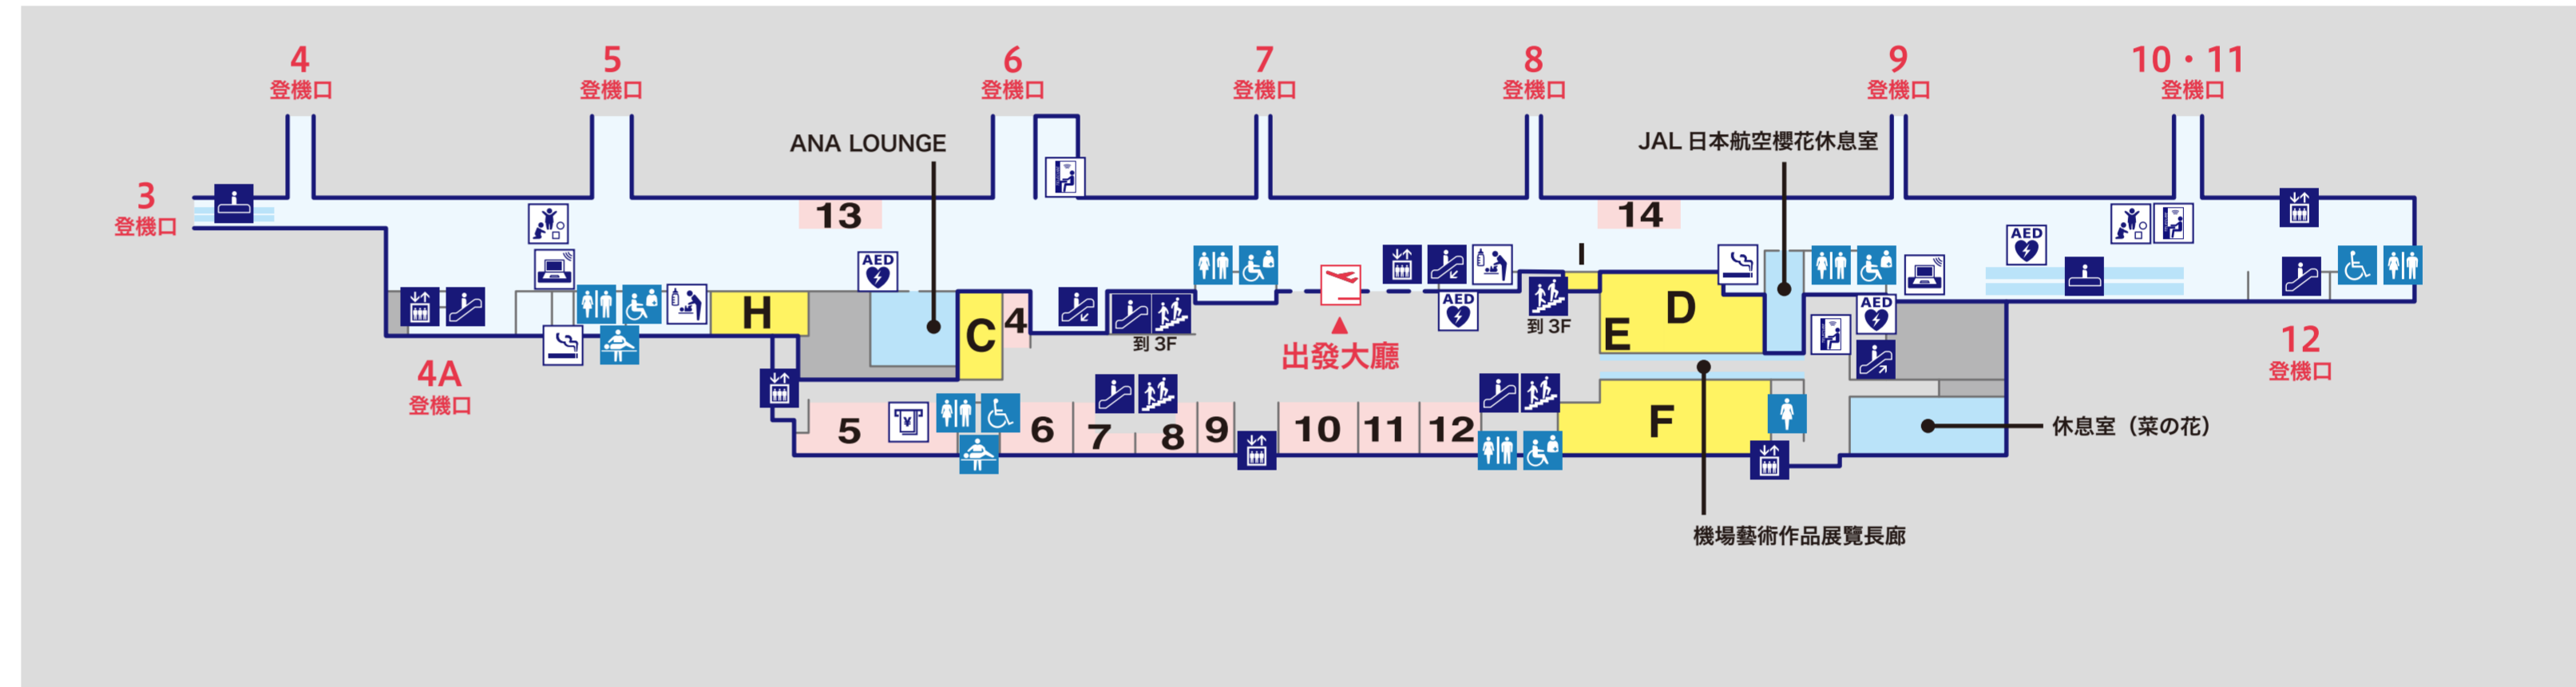 4
登機口
5
登機口
6
登機口
7
登機口
8
登機口
9
登機口
10・11
登機口
ANA LOUNGE
JAL 日本航空櫻花休息室
3
登機口
13
14
AED
AED
I
H
C
4
AED
D
E
AED
到 3F
到 3F
出發大廳
4A
登機口
12
登機口
5
¥
6
7
8
9
10
11
12
F
休息室（菜の花）
機場藝術作品展覽長廊